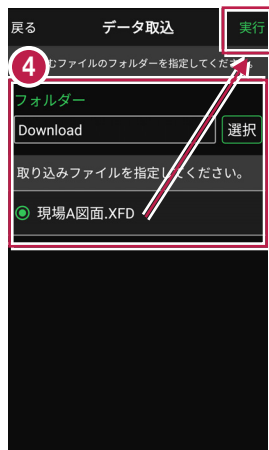 戻る データ取込 実行
4 むファイルのフォルダーを指定してください。
フォルダー
Download 選択
取り込みファイルを指定してください。
現場A図面.XFD